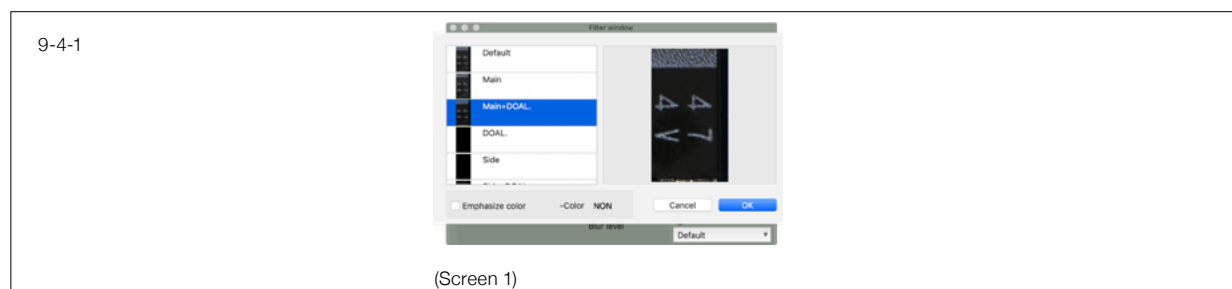 9-4-1
Filter window
Default
Main
Main+DOAL.
DOAL.
Side
Emphasize color
-Color NON
Cancel
OK
Blur level
Default
(Screen 1)